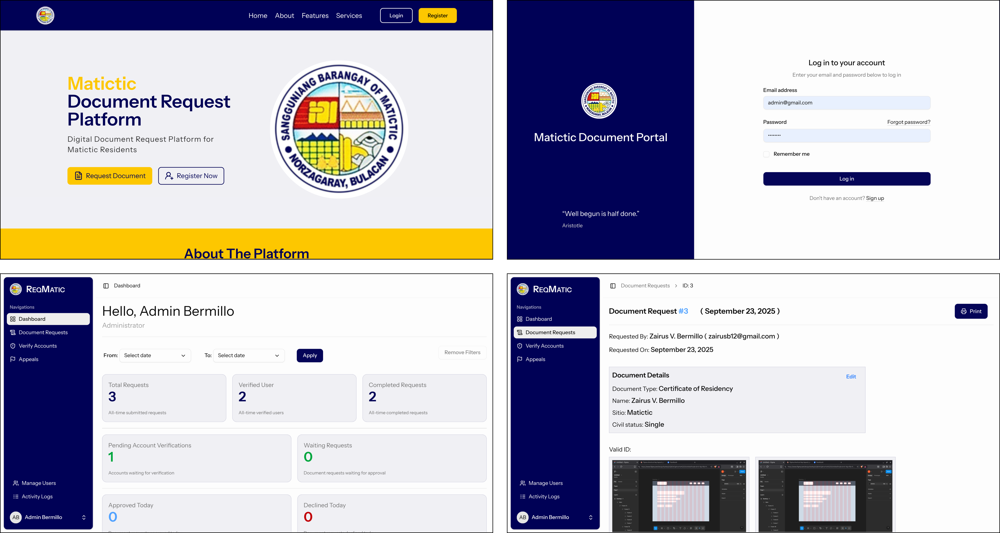 Home About Features Services Login Register
Matictic
Document Request
Platform
Digital Document Request Platform for
Matictic Residents
Request Document Register Now
SANGGUNIANG BARANGAY OF MATICTIC
NORZAGARAY, BULACAN
About The Platform
SANGGUNIANG BARANGAY OF MATICTIC
NORZAGARAY, BULACAN
Matictic Document Portal
“Well begun is half done.”
Aristotle
Log in to your account
Enter your email and password below to log in
Email address
admin@gmail.com
Password Forgot password?
Remember me
Log in
Don't have an account? Sign up
REQMATIC
Navigations
Dashboard
Document Requests
Verify Accounts
Appeals
Manage Users
Activity Logs
AB Admin Bermillo
Dashboard
Hello, Admin Bermillo
Administrator
From: Select date To: Select date Apply Remove Filters
Total Requests
3
All-time submitted requests
Verified User
2
All-time verified users
Completed Requests
2
All-time completed requests
Pending Account Verifications
1
Accounts waiting for verification
Waiting Requests
0
Document requests waiting for approval
Approved Today
0
Declined Today
0
REQMATIC
Navigations
Dashboard
Document Requests
Verify Accounts
Appeals
Manage Users
Activity Logs
AB Admin Bermillo
Document Requests > ID: 3
Document Request #3 ( September 23, 2025 )
Print
Requested By: Zairus V. Bermillo ( zairusb12@gmail.com )
Requested On: September 23, 2025
Document Details
Edit
Document Type: Certificate of Residency
Name: Zairus V. Bermillo
Sitio: Matictic
Civil status: Single
Valid ID: